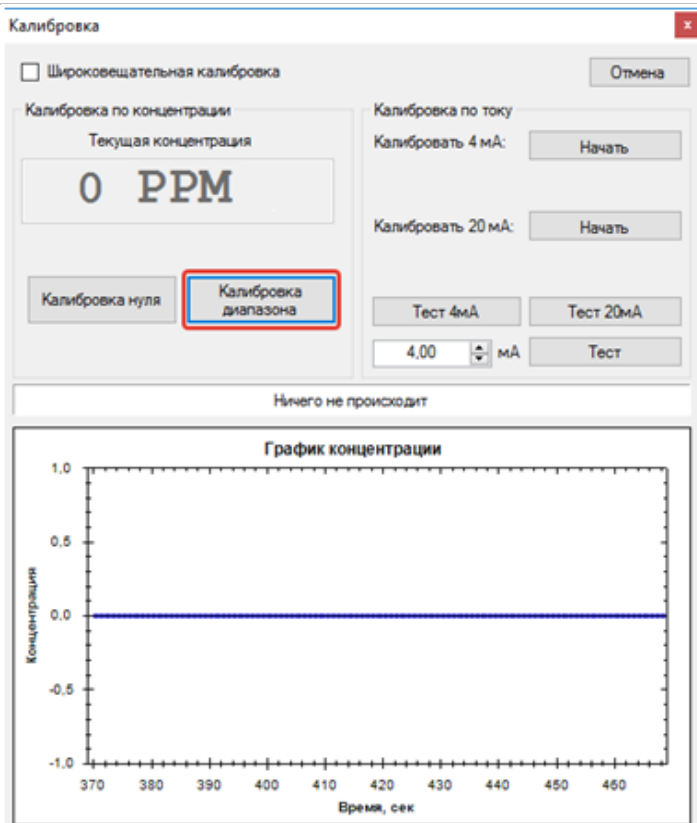 Калибровка
x
Широковещательная калибровка
Отмена
Калибровка по концентрации
Текущая концентрация
0 PPM
Калибровка нуля
Калибровка
диапазона
Калибровка по току
Калибровать 4 мА:
Начать
Калибровать 20 мА:
Начать
Тест 4мА
Тест 20мА
4,00
мА
Тест
Ничего не происходит
График концентрации
Концентрация
1,0
0,5
0,0
-0,5
-1,0
370 380 390 400 410 420 430 440 450 460
Время, сек